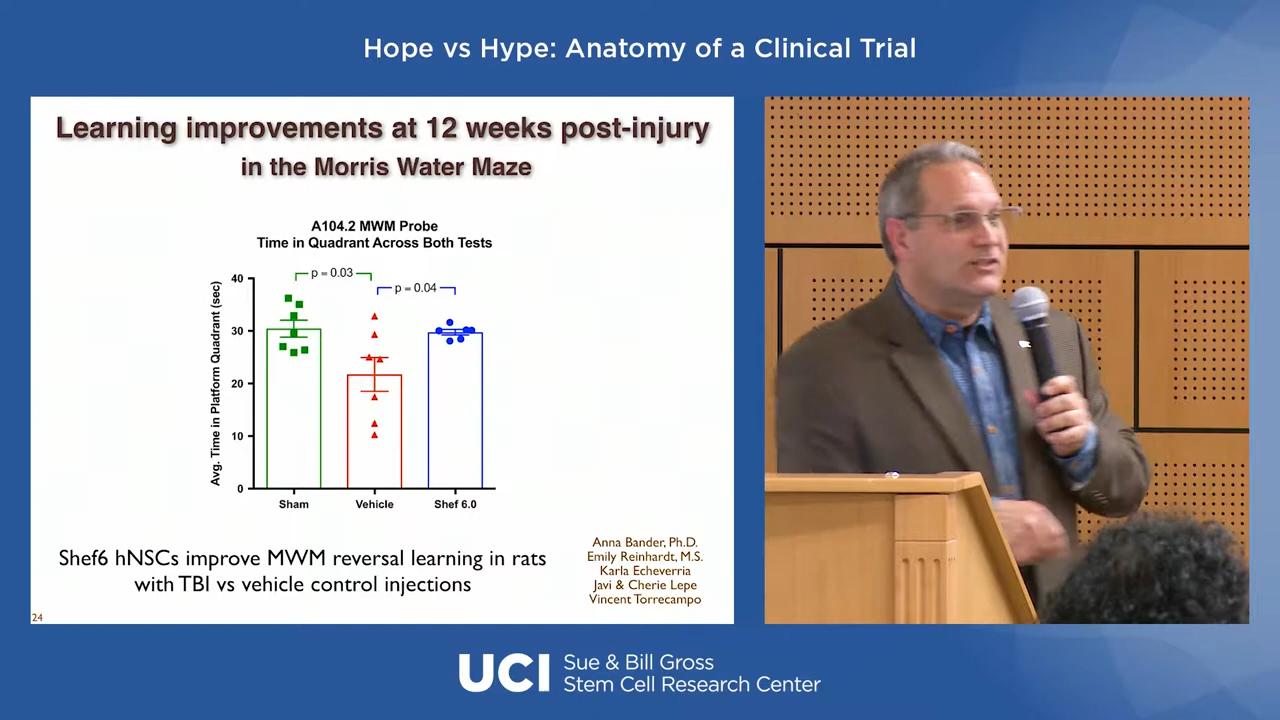 Hope vs Hype: Anatomy of a Clinical Trial
Learning improvements at 12 weeks post-injury
in the Morris Water Maze
A104.2 MWM Probe
Time in Quadrant Across Both Tests
p = 0.03
p = 0.04
Avg. Time in Platform Quadrant (sec)
40
30
20
10
0
Sham
Vehicle
Shef 6.0
Shef6 hNSCs improve MWM reversal learning in rats
with TBI vs vehicle control injections
Anna Bander, Ph.D.
Emily Reinhardt, M.S.
Karla Echeverria
Javi & Cherie Lepe
Vincent Torrecampo
24
UCI
Sue & Bill Gross
Stem Cell Research Center